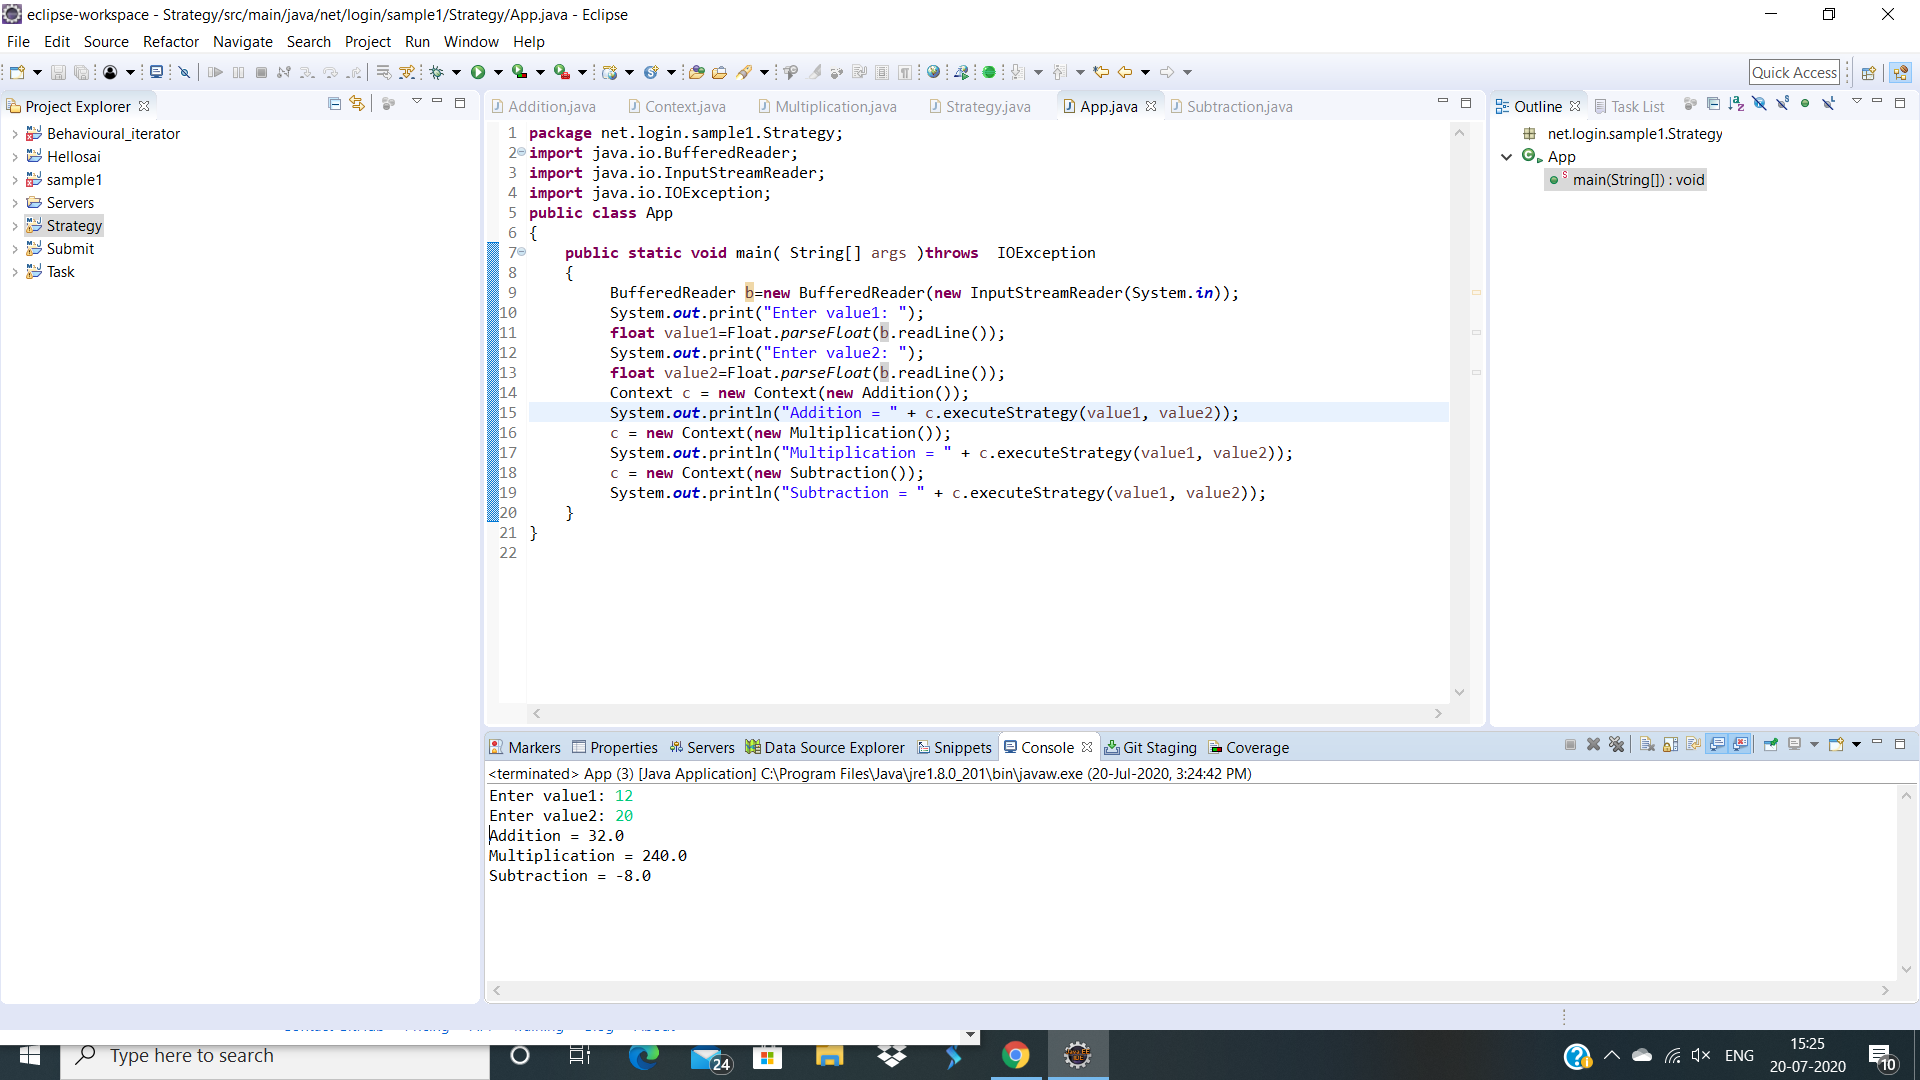 eclipse-workspace - Strategy/src/main/java/net/login/sample1/Strategy/App.java - Eclipse
File Edit Source Refactor Navigate Search Project Run Window Help
Quick Access
Project Explorer
Behavioural_iterator
Hellosai
sample1
Servers
Strategy
Submit
Task
Addition.java Context.java Multiplication.java Strategy.java App.java Subtraction.java
1 package net.login.sample1.Strategy;
2 import java.io.BufferedReader;
3 import java.io.InputStreamReader;
4 import java.io.IOException;
5 public class App
6 {
7     public static void main( String[] args )throws  IOException
8     {
9          BufferedReader b=new BufferedReader(new InputStreamReader(System.in));
10          System.out.print("Enter value1: ");
11          float value1=Float.parseFloat(b.readLine());
12          System.out.print("Enter value2: ");
13          float value2=Float.parseFloat(b.readLine());
14          Context c = new Context(new Addition());
15          System.out.println("Addition = " + c.executeStrategy(value1, value2));
16          c = new Context(new Multiplication());
17          System.out.println("Multiplication = " + c.executeStrategy(value1, value2));
18          c = new Context(new Subtraction());
19          System.out.println("Subtraction = " + c.executeStrategy(value1, value2));
20     }
21 }
22
Outline Task List
net.login.sample1.Strategy
App
main(String[]) : void
Markers Properties Servers Data Source Explorer Snippets Console Git Staging Coverage
<terminated> App (3) [Java Application] C:\Program Files\Java\jre1.8.0_201\bin\javaw.exe (20-Jul-2020, 3:24:42 PM)
Enter value1: 12
Enter value2: 20
Addition = 32.0
Multiplication = 240.0
Subtraction = -8.0
Type here to search
24
ENG
15:25
20-07-2020
10